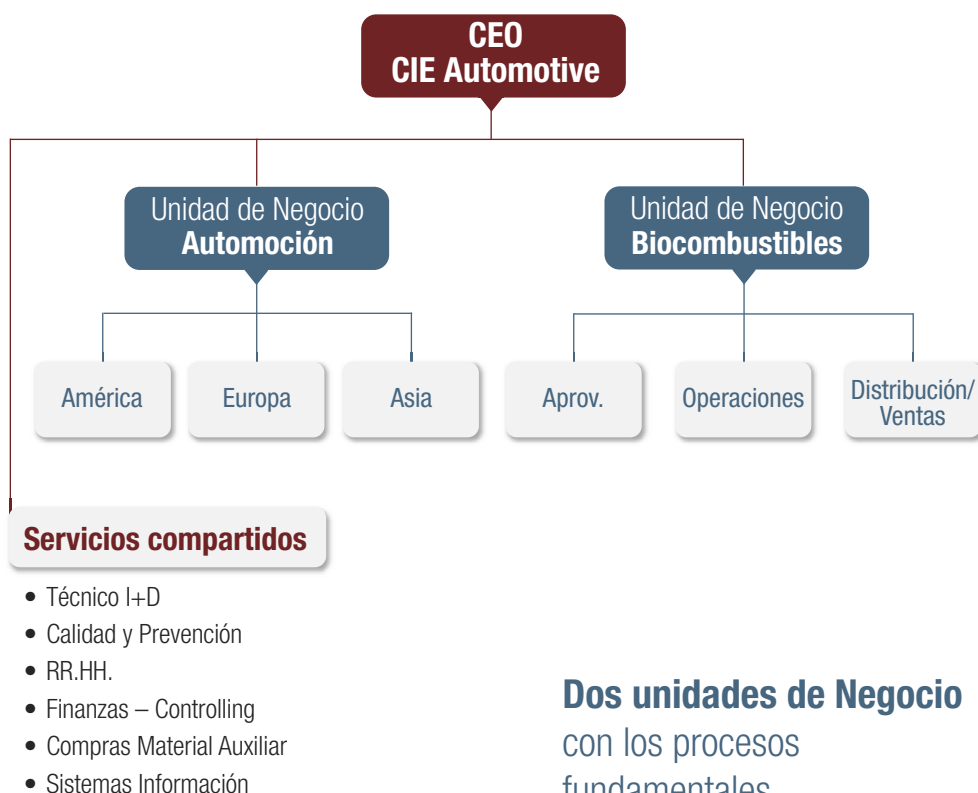 CEO
CIE Automotive
Unidad de Negocio
Automoción
Unidad de Negocio
Biocombustibles
América
Europa
Asia
Aprov.
Operaciones
Distribución/
Ventas
Servicios compartidos
• Técnico I+D
• Calidad y Prevención
• RR.HH.
• Finanzas – Controlling
• Compras Material Auxiliar
• Sistemas Información
Dos unidades de Negocio
con los procesos
fundamentales